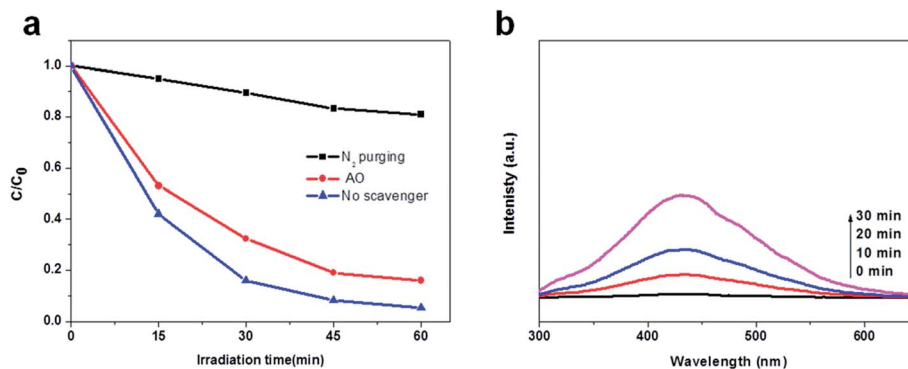 a
1.0
0.8
0.6
0.4
0.2
0.0
C/C₀
0
15
30
45
60
Irradiation time(min)
N₂ purging
AO
No scavenger
b
Intenisty (a.u.)
30 min
20 min
10 min
0 min
300
400
500
600
Wavelength (nm)